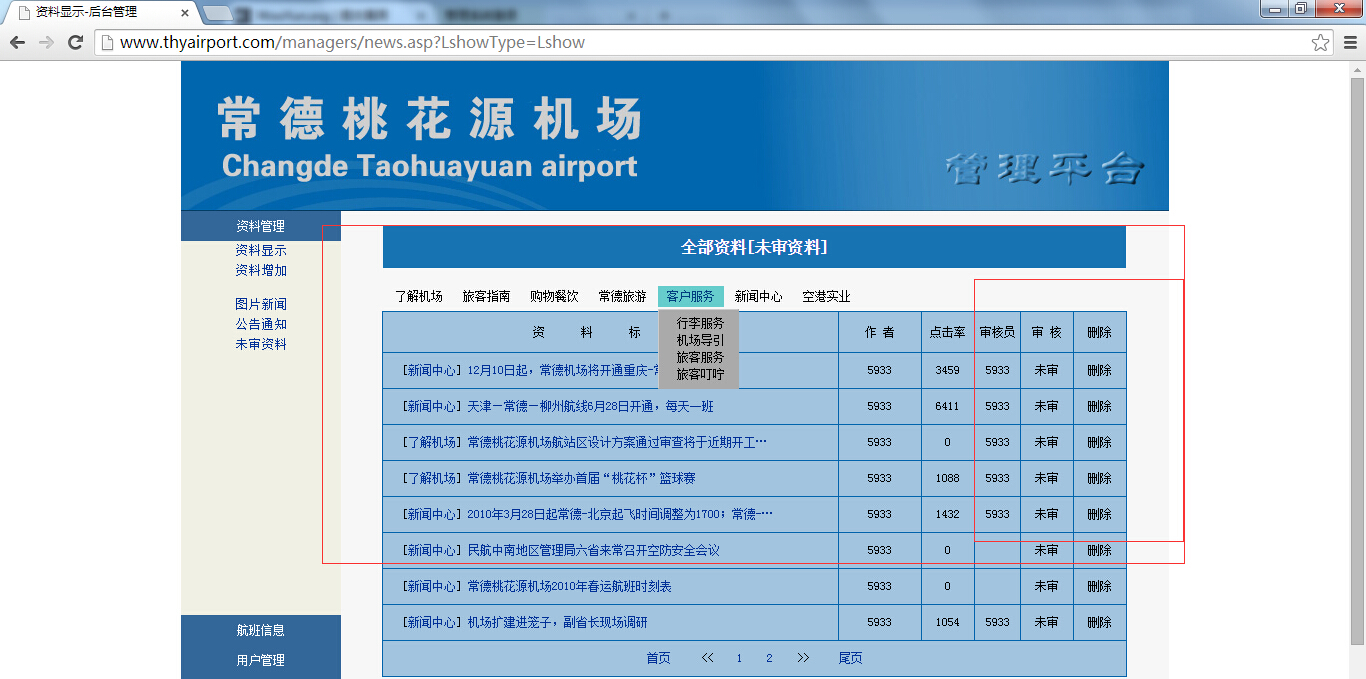 资料显示-后台管理
www.thyairport.com/managers/news.asp?LshowType=Lshow
常德桃花源机场
Changde Taohuayuan airport
管理平台
资料管理
资料显示
资料增加
图片新闻
公告通知
未审资料
航班信息
用户管理
全部资料[未审资料]
了解机场 旅客指南 购物餐饮 常德旅游 客户服务 新闻中心 空港实业
行李服务
机场导引
旅客服务
旅客叮咛
资 料 标 作 者 点击率 审核员 审 核 删除
[新闻中心] 12月10日起，常德机场将开通重庆- 5933 3459 5933 未审 删除
[新闻中心] 天津－常德－柳州航线6月28日开通，每天一班 5933 6411 5933 未审 删除
[了解机场] 常德桃花源机场航站区设计方案通过审查将于近期开工… 5933 0 5933 未审 删除
[了解机场] 常德桃花源机场举办首届“桃花杯”篮球赛 5933 1088 5933 未审 删除
[新闻中心] 2010年3月28日起常德-北京起飞时间调整为1700；常德-… 5933 1432 5933 未审 删除
[新闻中心] 民航中南地区管理局六省来常召开空防安全会议 5933 0 未审 删除
[新闻中心] 常德桃花源机场2010年春运航班时刻表 5933 0 未审 删除
[新闻中心] 机场扩建进笼子，副省长现场调研 5933 1054 5933 未审 删除
首页 << 1 2 >> 尾页